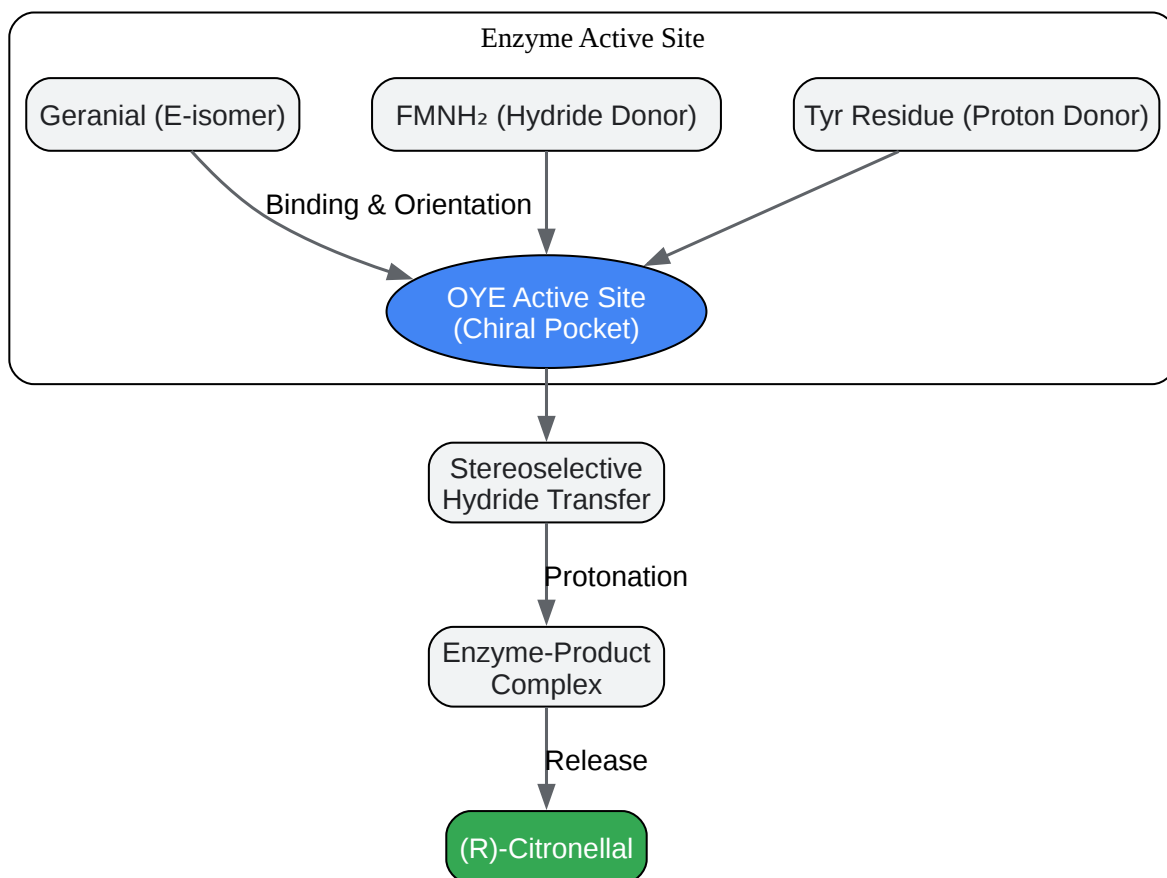 Enzyme Active Site
Geranial (E-isomer)
FMNH₂ (Hydride Donor)
Tyr Residue (Proton Donor)
Binding & Orientation
OYE Active Site
(Chiral Pocket)
Stereoselective
Hydride Transfer
Protonation
Enzyme-Product
Complex
Release
(R)-Citronellal